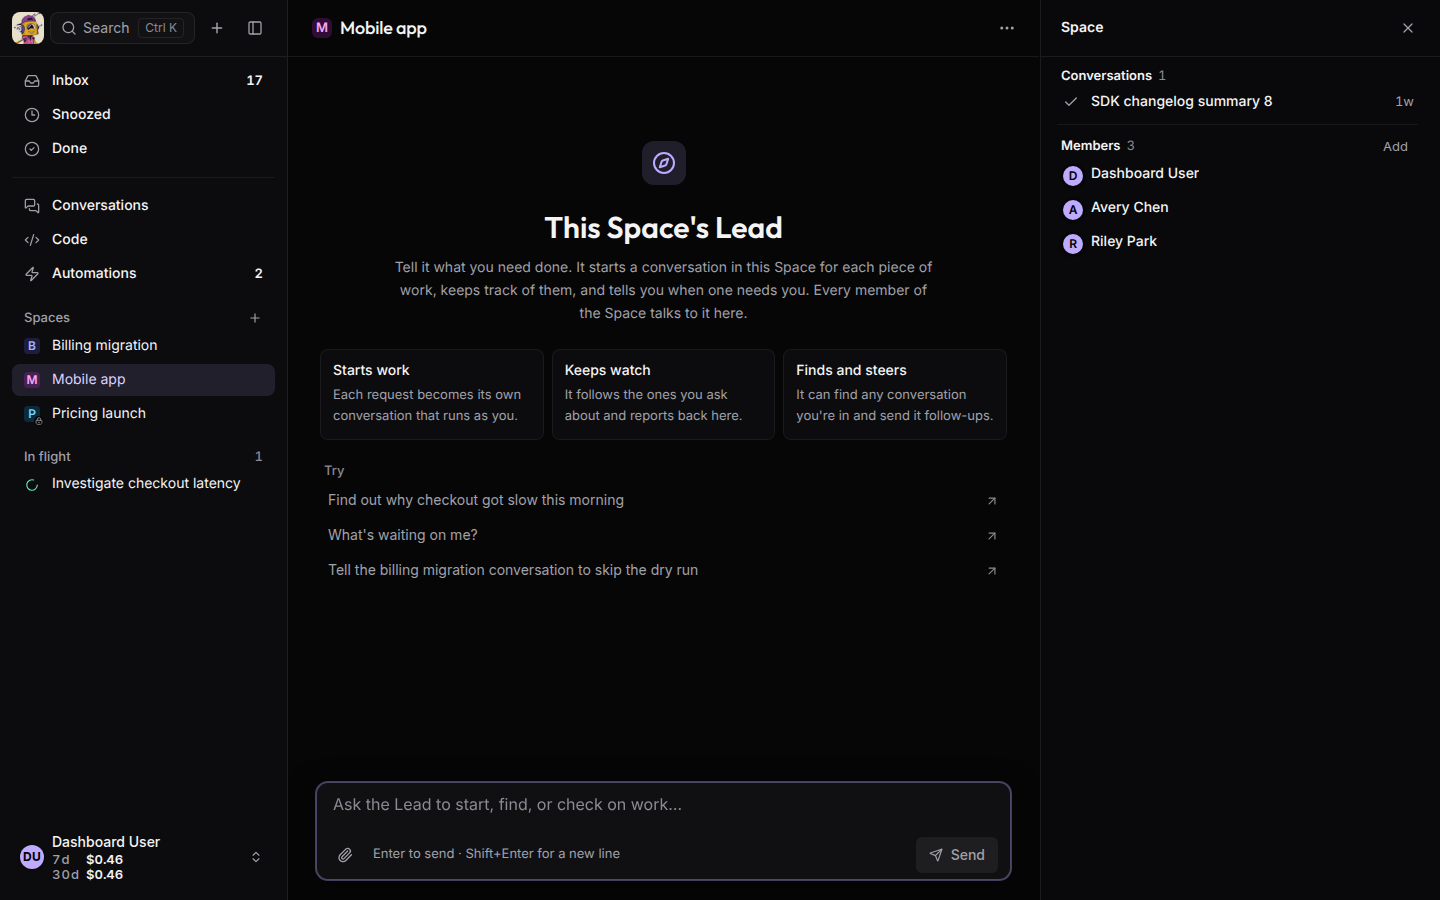 Search
Ctrl K
Inbox
17
Snoozed
Done
Conversations
Code
Automations
2
Spaces
B
Billing migration
M
Mobile app
P
Pricing launch
In flight
1
Investigate checkout latency
DU
Dashboard User
7d $0.46
30d $0.46
M
Mobile app
This Space's Lead
Tell it what you need done. It starts a conversation in this Space for each piece of
work, keeps track of them, and tells you when one needs you. Every member of
the Space talks to it here.
Starts work
Each request becomes its own
conversation that runs as you.
Keeps watch
It follows the ones you ask
about and reports back here.
Finds and steers
It can find any conversation
you're in and send it follow-ups.
Try
Find out why checkout got slow this morning
What's waiting on me?
Tell the billing migration conversation to skip the dry run
Ask the Lead to start, find, or check on work...
Enter to send · Shift+Enter for a new line
Send
Space
Conversations 1
SDK changelog summary 8
1w
Members 3
Add
D
Dashboard User
A
Avery Chen
R
Riley Park